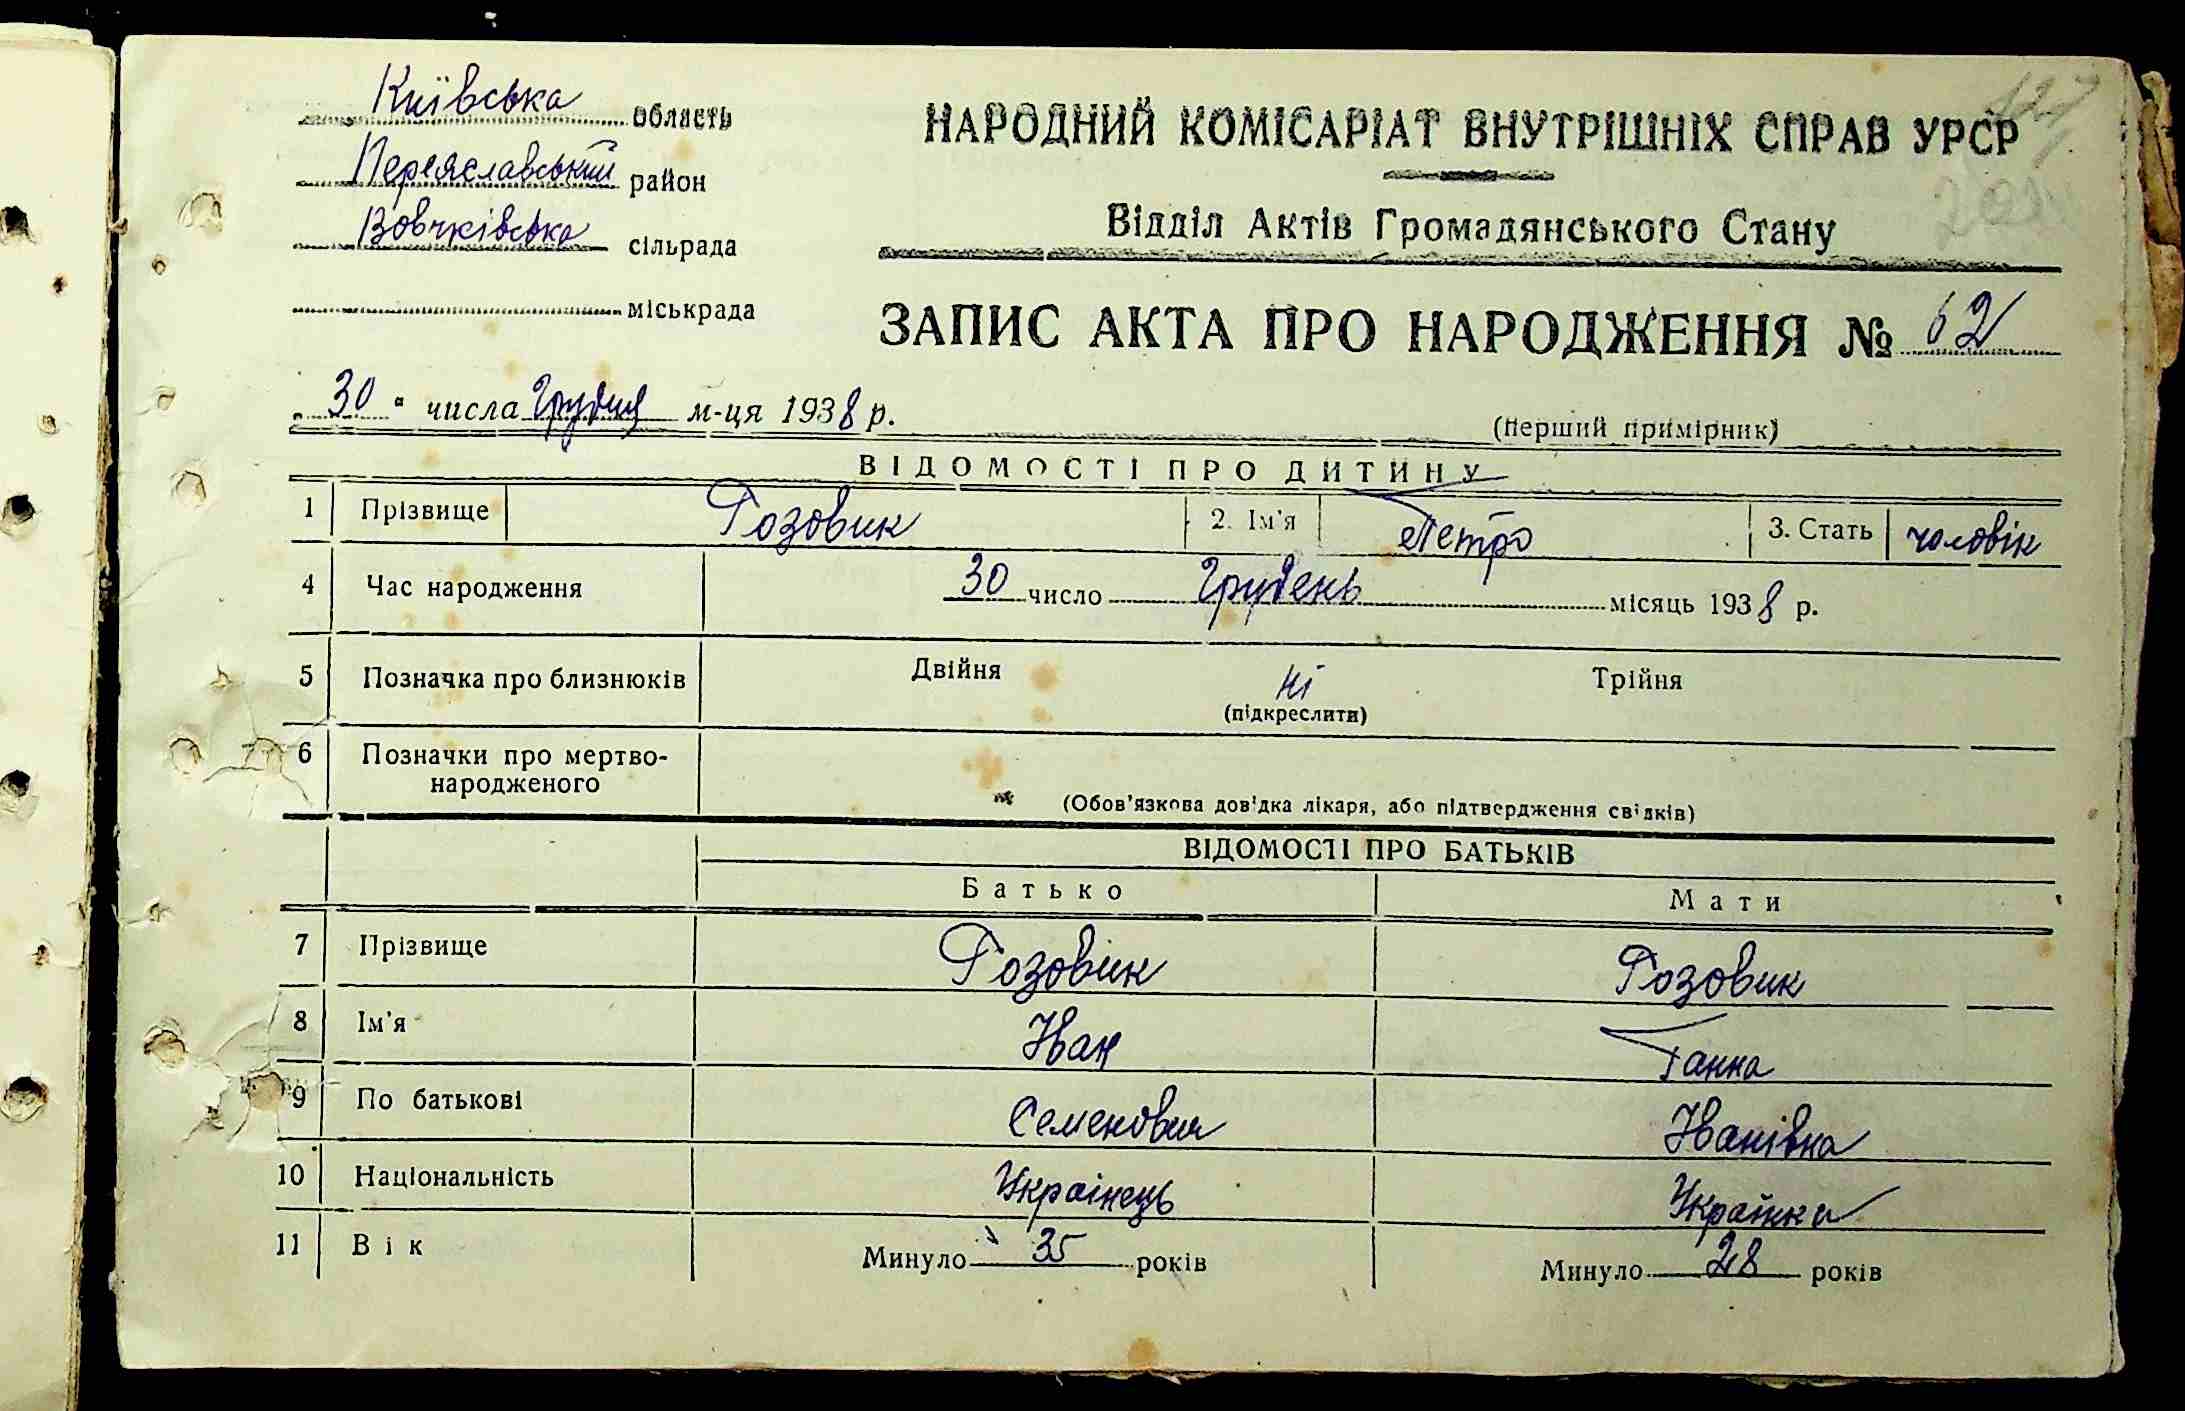 Київська область
Переяславський район
Вовчківська сільрада
міськрада
НАРОДНИЙ КОМІСАРІАТ ВНУТРІШНІХ СПРАВ УРСР
Відділ Актів Громадянського Стану
ЗАПИС АКТА ПРО НАРОДЖЕННЯ № 62
30 " числа Грудня м-ця 1938 р.
(перший примірник)
ВІДОМОСТІ ПРО ДИТИНУ
1 Прізвище Гозовик 2. Ім'я Петро 3. Стать чоловік
4 Час народження 30 число Грудень місяць 1938 р.
5 Позначка про близнюків Двійня ні Трійня
(підкреслити)
6 Позначки про мертво-
народженого
(Обов'язкова довідка лікаря, або підтвердження свідків)
ВІДОМОСТІ ПРО БАТЬКІВ
Батько Мати
7 Прізвище Гозовик Гозовик
8 Ім'я Іван Ганна
9 По батькові Семенович Іванівна
10 Національність Українець Українка
11 Вік Минуло 35 років Минуло 28 років